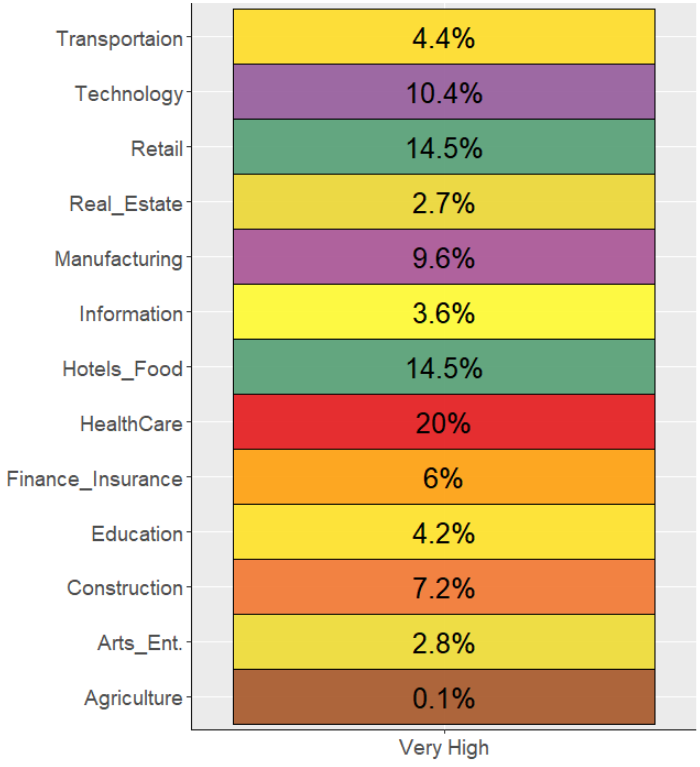 Transportaion 4.4%
Technology 10.4%
Retail 14.5%
Real_Estate 2.7%
Manufacturing 9.6%
Information 3.6%
Hotels_Food 14.5%
HealthCare 20%
Finance_Insurance 6%
Education 4.2%
Construction 7.2%
Arts_Ent. 2.8%
Agriculture 0.1%
Very High